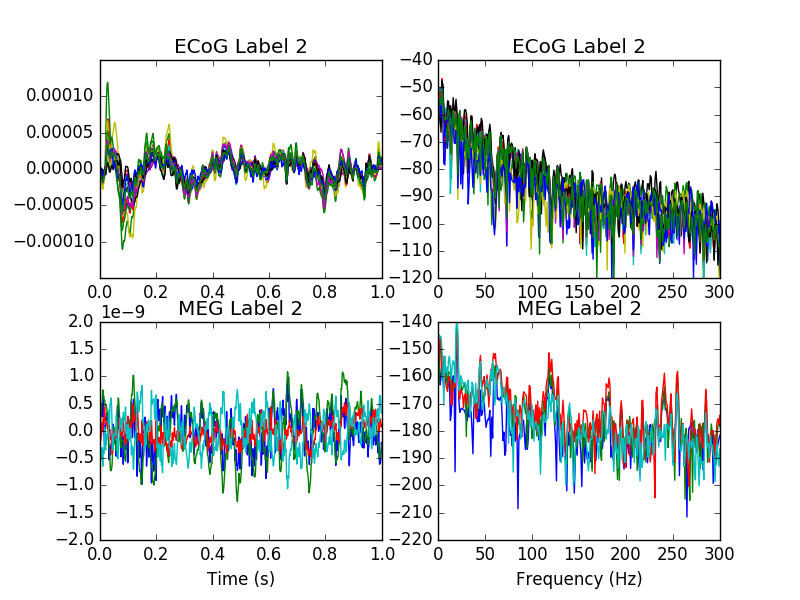 ECoG Label 2
0.00010
0.00005
0.00000
−0.00005
−0.00010
0.0 0.2 0.4 0.6 0.8 1.0
ECoG Label 2
−40
−50
−60
−70
−80
−90
−100
−110
−120
0 50 100 150 200 250 300
1e−9
MEG Label 2
2.0
1.5
1.0
0.5
0.0
−0.5
−1.0
−1.5
−2.0
0.0 0.2 0.4 0.6 0.8 1.0
Time (s)
MEG Label 2
−140
−150
−160
−170
−180
−190
−200
−210
−220
0 50 100 150 200 250 300
Frequency (Hz)